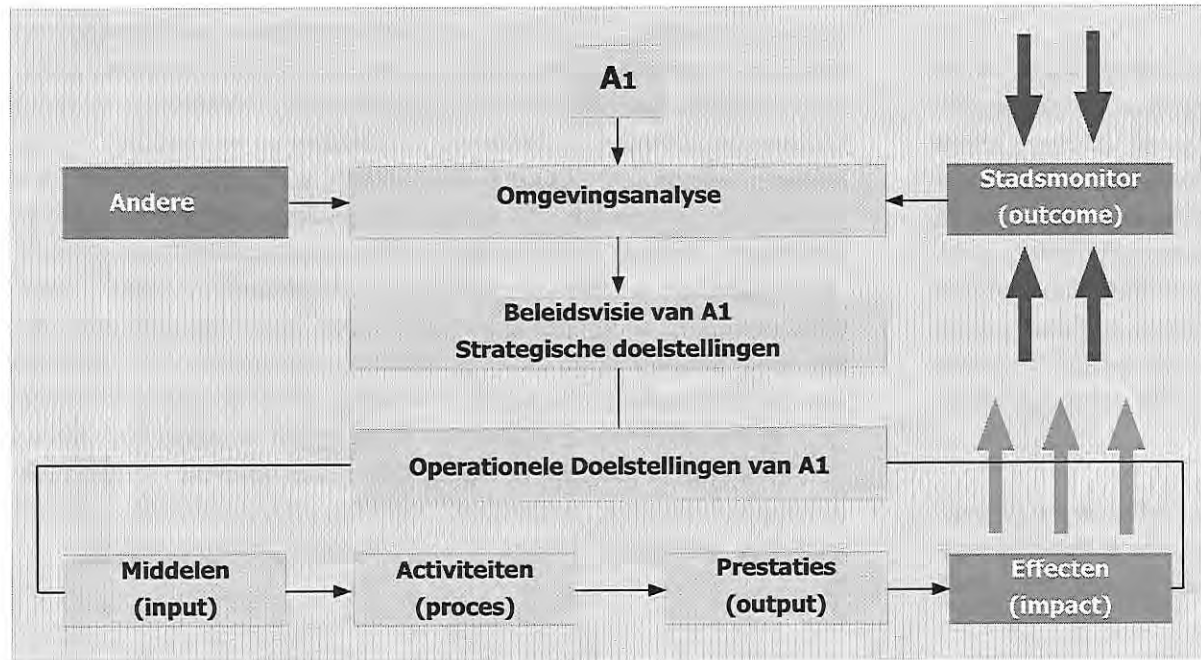 A1
Andere
Omgevingsanalyse
Stadsmonitor
(outcome)
Beleidsvisie van A1
Strategische doelstellingen
Operationele Doelstellingen van A1
Middelen
(input)
Activiteiten
(proces)
Prestaties
(output)
Effecten
(impact)